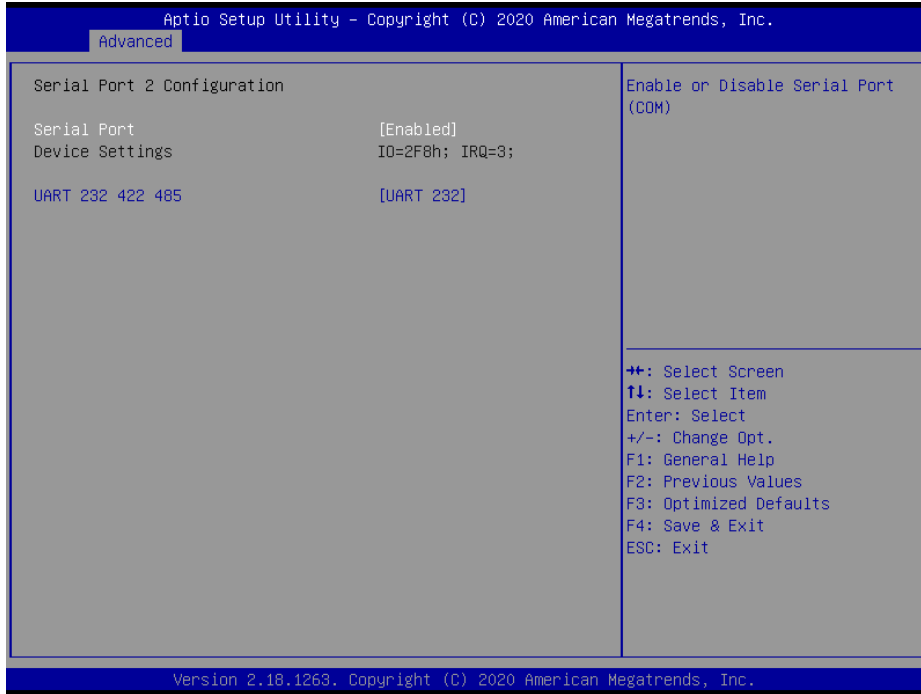 Aptio Setup Utility – Copyright (C) 2020 American Megatrends, Inc.
Advanced
Serial Port 2 Configuration
Serial Port [Enabled]
Device Settings IO=2F8h; IRQ=3;
UART 232 422 485 [UART 232]
Enable or Disable Serial Port
(COM)
→←: Select Screen
↑↓: Select Item
Enter: Select
+/-: Change Opt.
F1: General Help
F2: Previous Values
F3: Optimized Defaults
F4: Save & Exit
ESC: Exit
Version 2.18.1263. Copyright (C) 2020 American Megatrends, Inc.